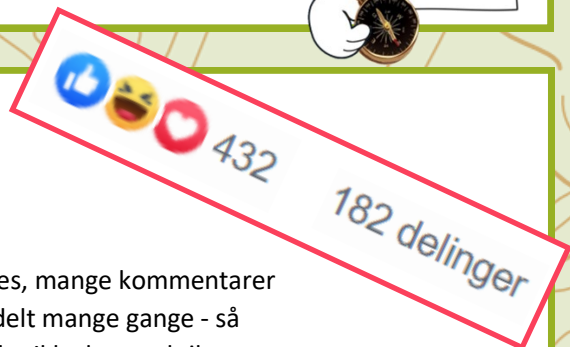 432
182 delinger
es, mange kommentarer
delt mange gange - så